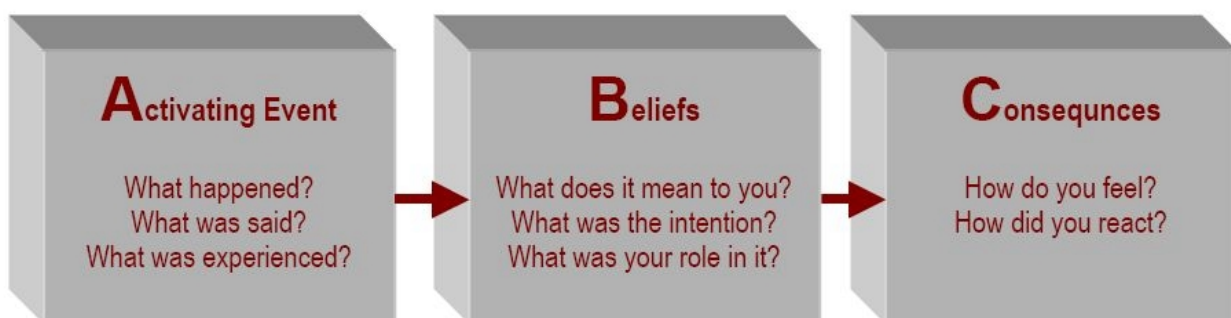 Activating Event
What happened?
What was said?
What was experienced?
Beliefs
What does it mean to you?
What was the intention?
What was your role in it?
Consequnces
How do you feel?
How did you react?